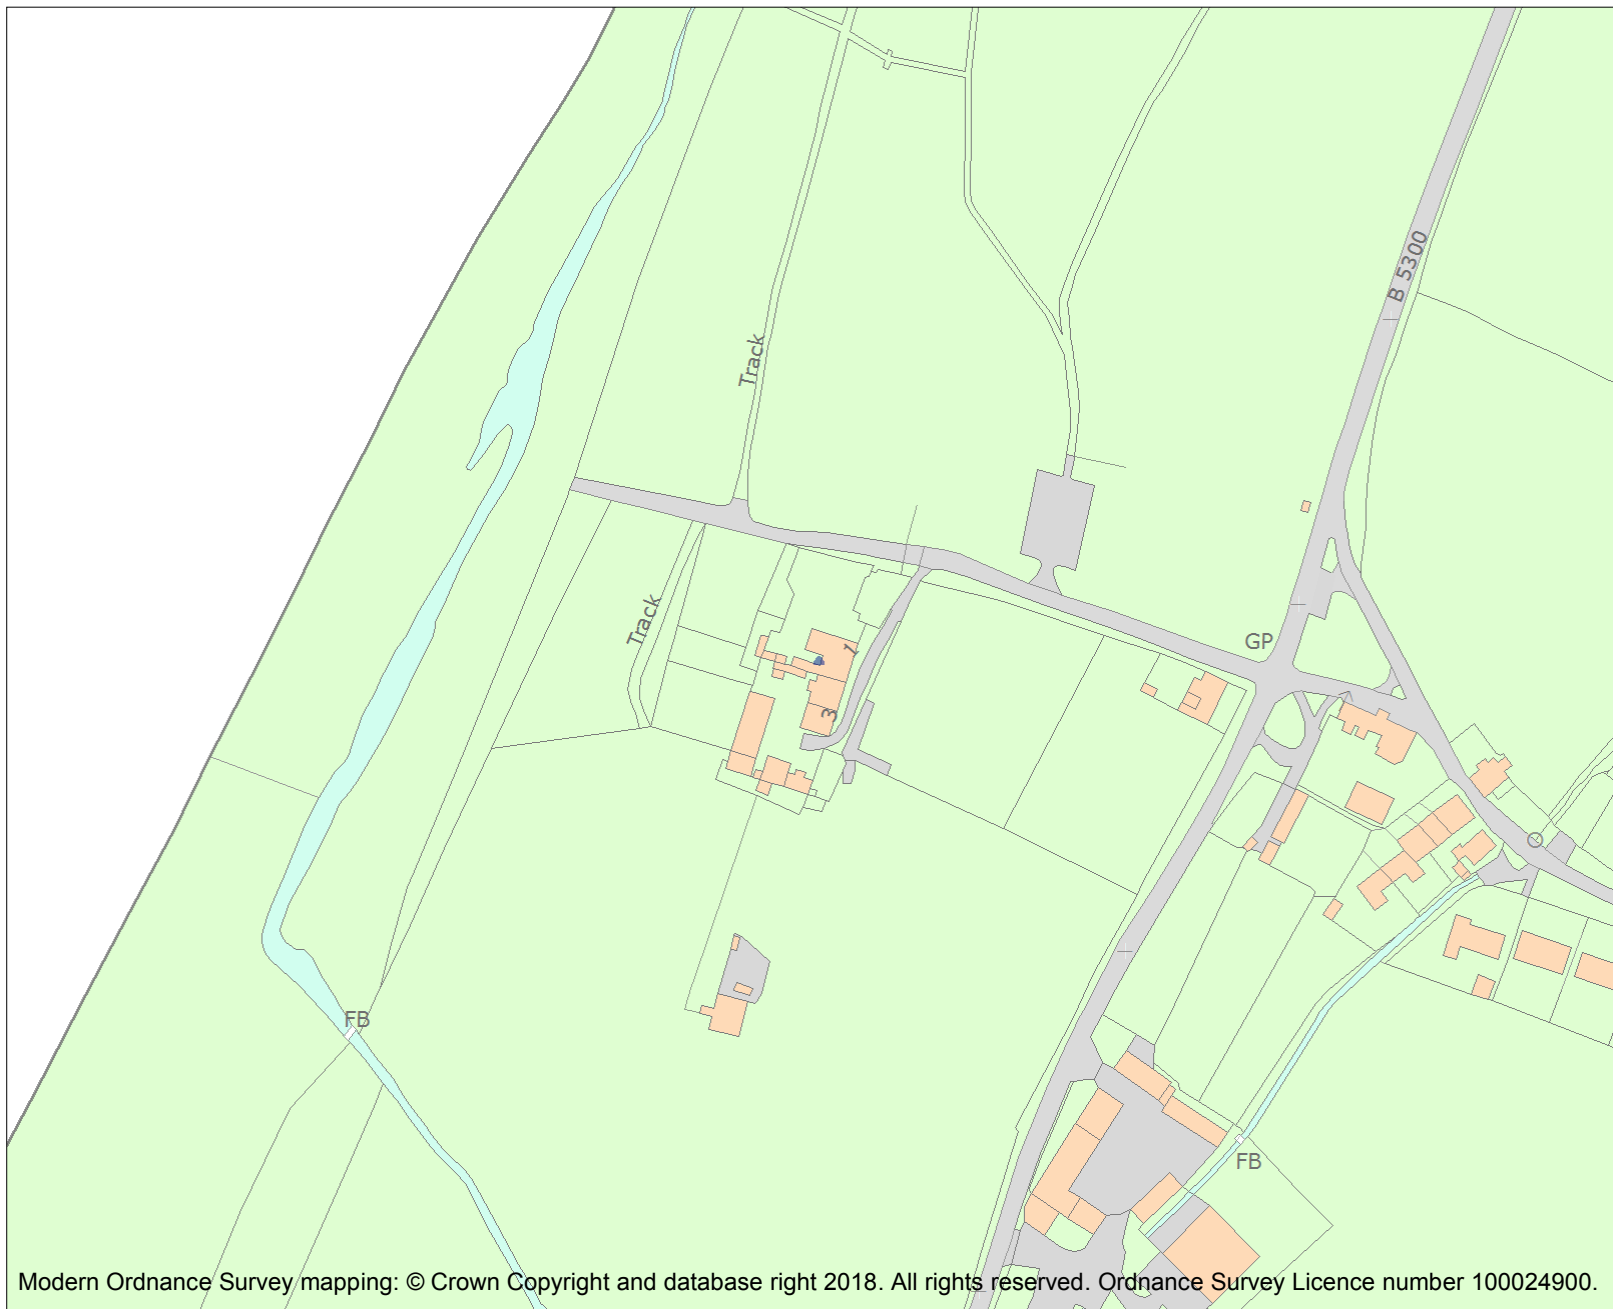 B 5300
Track
Track
GP
1
3
FB
FB
Modern Ordnance Survey mapping: © Crown Copyright and database right 2018. All rights reserved. Ordnance Survey Licence number 100024900.